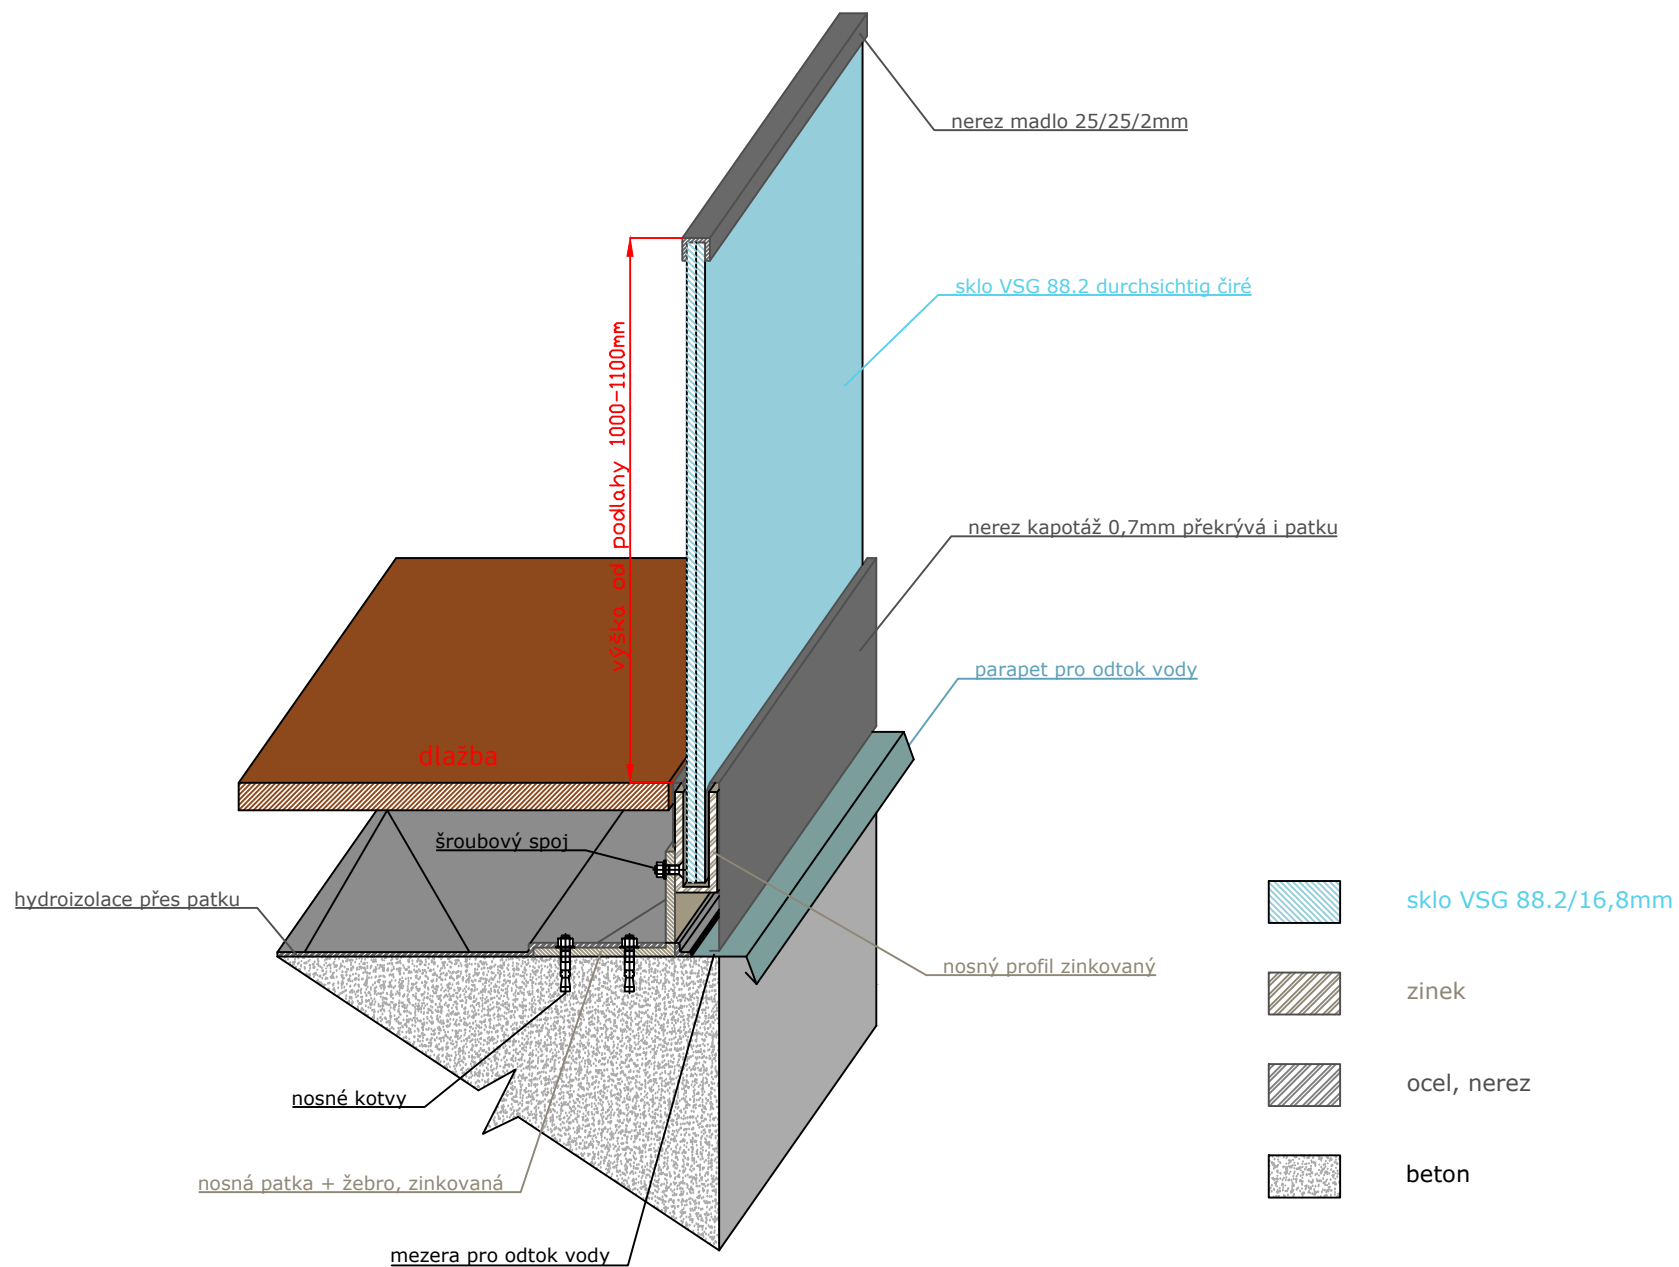 nerez madlo 25/25/2mm
sklo VSG 88.2 durchsichtig čiré
výška od podlahy 1000-1100mm
nerez kapotáž 0,7mm překrývá i patku
parapet pro odtok vody
dlažba
šroubový spoj
hydroizolace přes patku
nosný profil zinkovaný
nosné kotvy
nosná patka + žebro, zinkovaná
mezera pro odtok vody
sklo VSG 88.2/16,8mm
zinek
ocel, nerez
beton